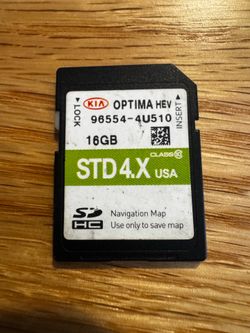 KIA OPTIMA HEV
96554-4U510
LOCK
INSERT
16GB
CLASS 10
STD 4.X USA
SD HC
Navigation Map
Use only to save map